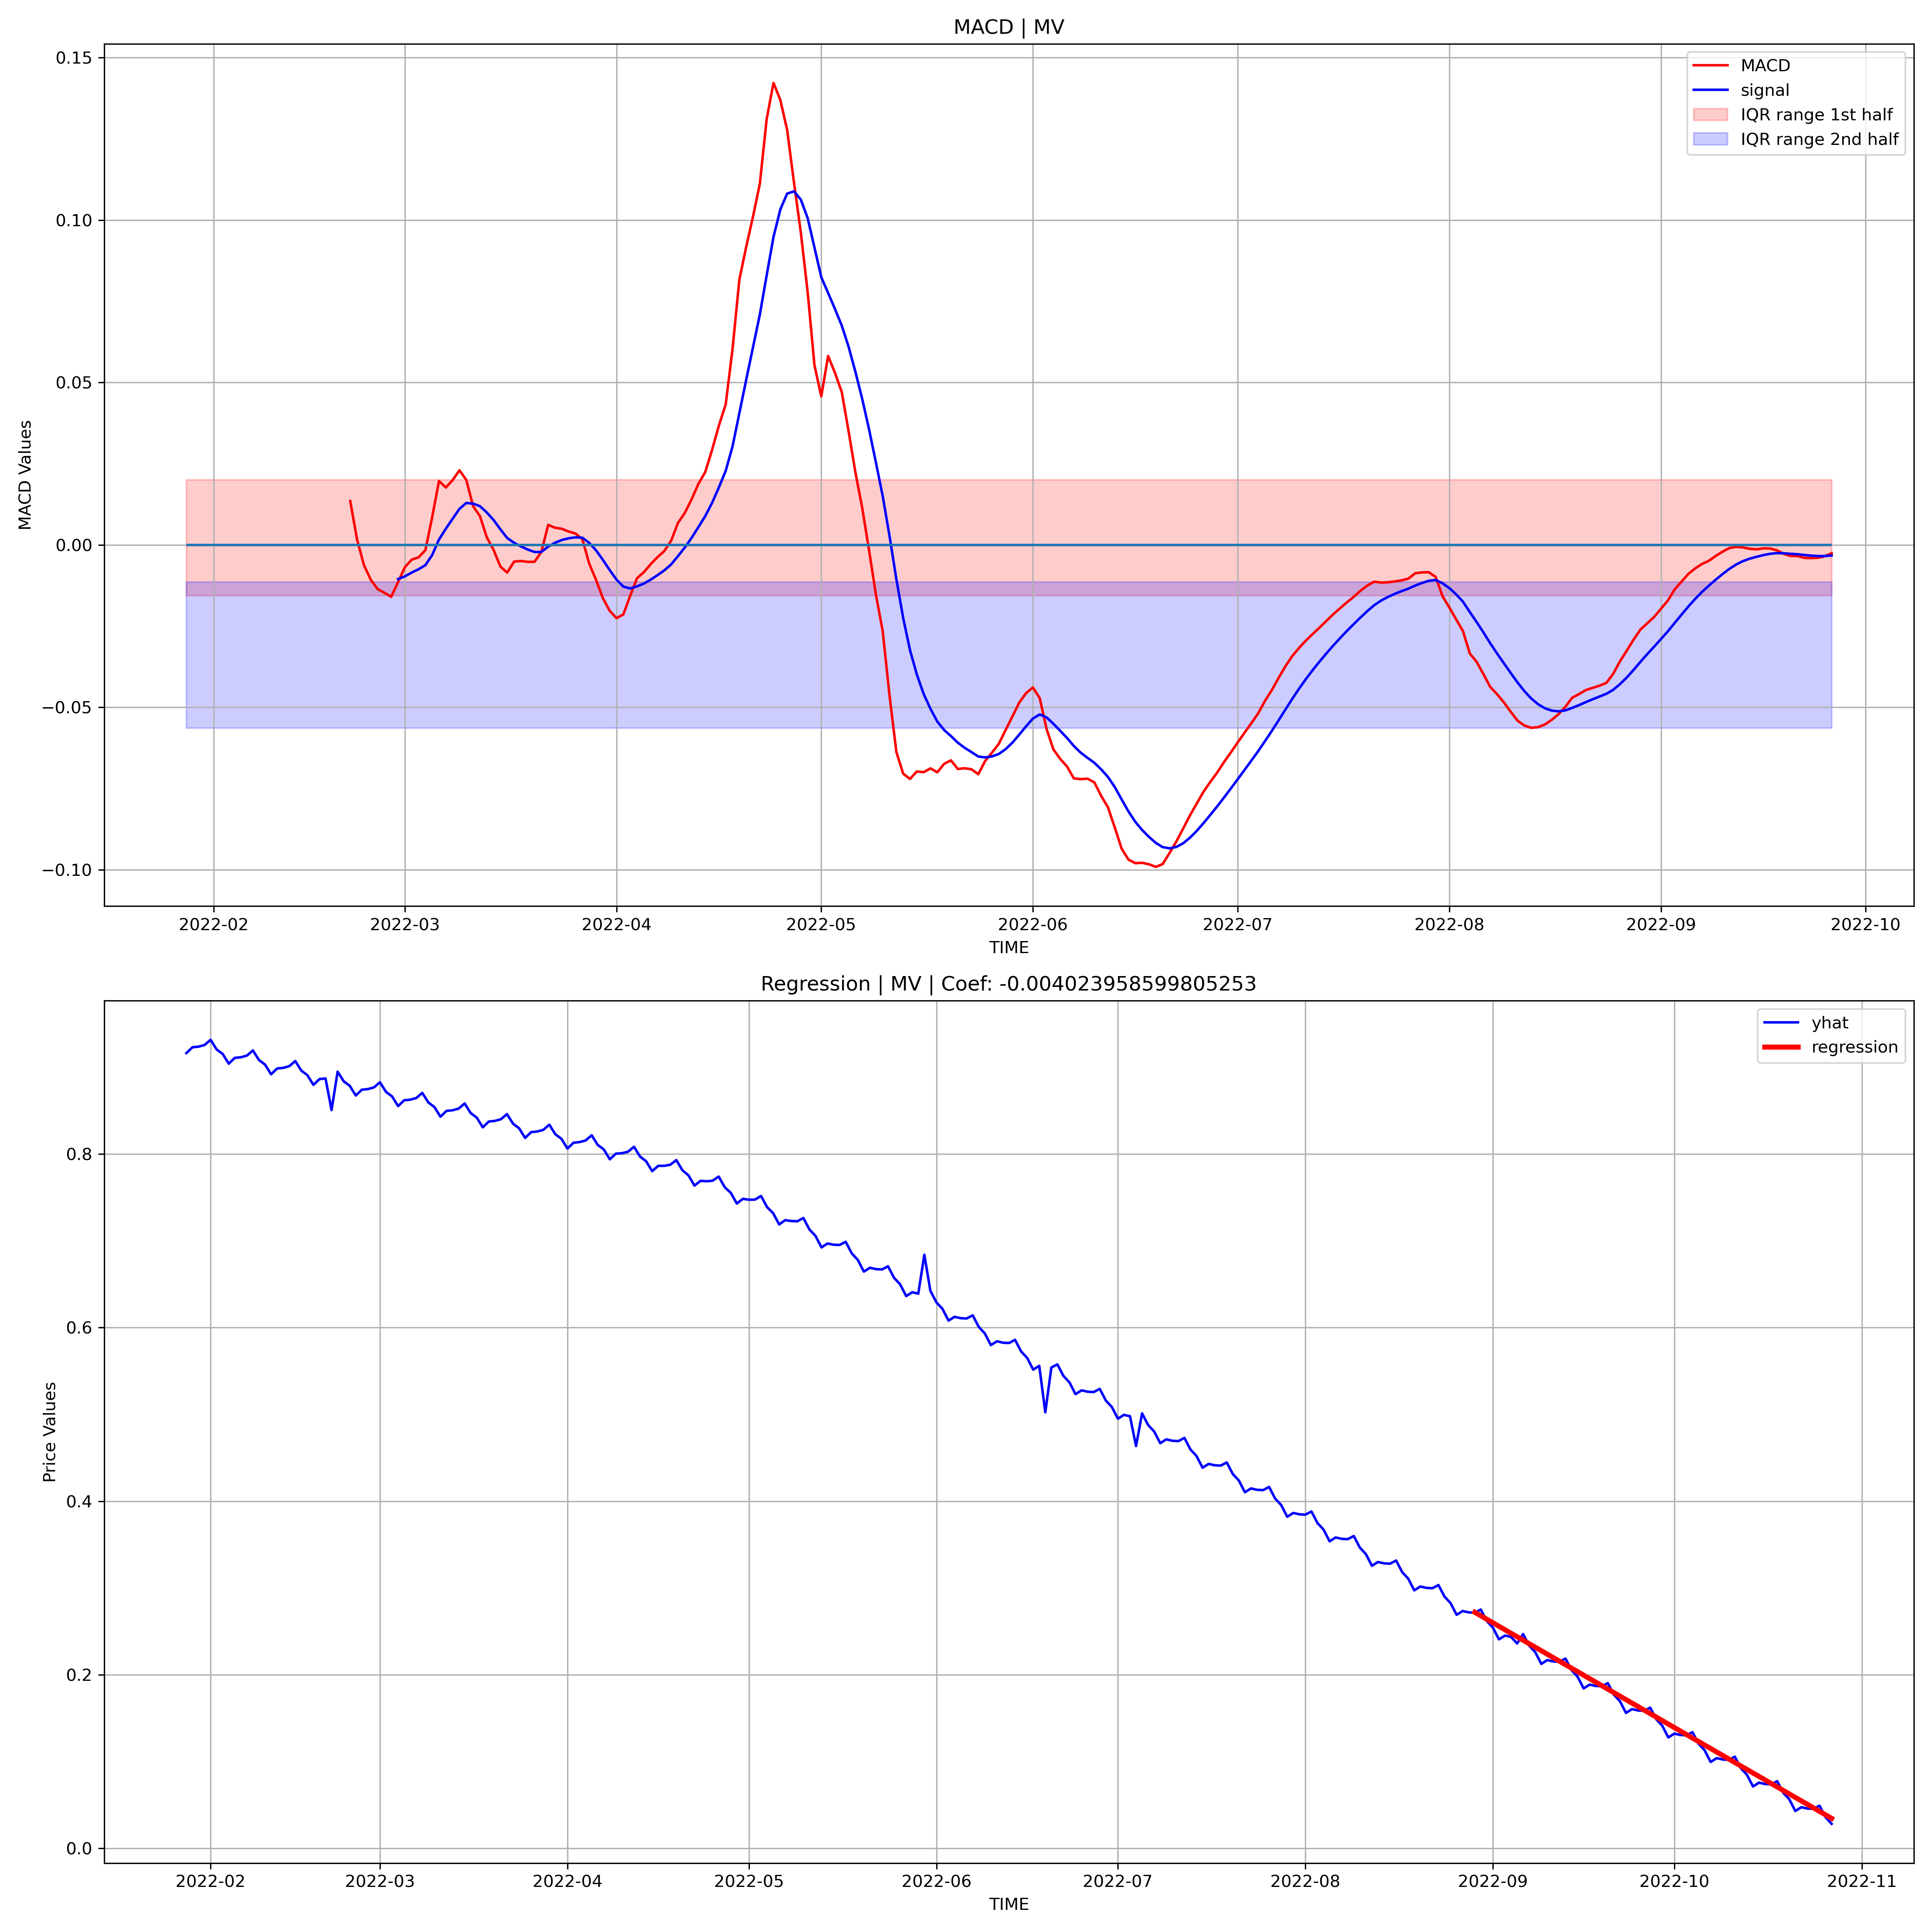 MACD | MV
MACD
signal
IQR range 1st half
IQR range 2nd half
0.15
0.10
0.05
0.00
−0.05
−0.10
MACD Values
2022-02 2022-03 2022-04 2022-05 2022-06 2022-07 2022-08 2022-09 2022-10
TIME
Regression | MV | Coef: -0.004023958599805253
yhat
regression
0.8
0.6
0.4
0.2
0.0
Price Values
2022-02 2022-03 2022-04 2022-05 2022-06 2022-07 2022-08 2022-09 2022-10 2022-11
TIME